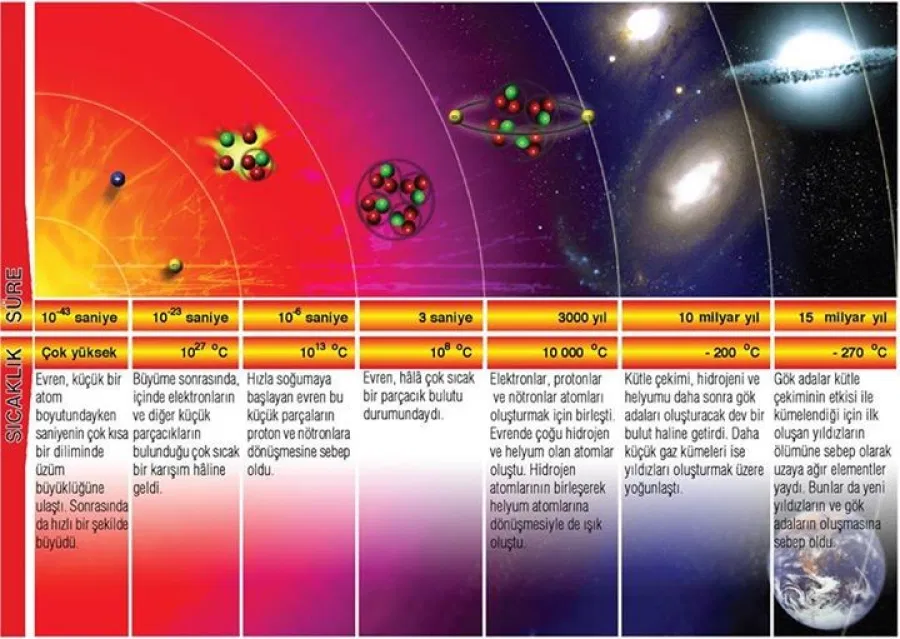 SÜRE
10⁻⁴³ saniye
10⁻²³ saniye
10⁻⁶ saniye
3 saniye
3000 yıl
10 milyar yıl
15 milyar yıl
SICAKLIK
Çok yüksek
10²⁷ °C
10¹³ °C
10⁸ °C
10 000 °C
- 200 °C
- 270 °C
Evren, küçük bir
atom
boyutundayken
saniyenin çok kısa
bir diliminde
üzüm
büyüklüğüne
ulaştı. Sonrasında
da hızlı bir şekilde
büyüdü.
Büyüme sonrasında,
içinde elektronların
ve diğer küçük
parçacıkların
bulunduğu çok sıcak
bir karışım hâline
geldi.
Hızla soğumaya
başlayan evren bu
küçük parçaların
proton ve nötronlara
dönüşmesine sebep
oldu.
Evren, hâlâ çok sıcak
bir parçacık bulutu
durumundaydı.
Elektronlar, protonlar
ve nötronlar atomları
oluşturmak için birleşti.
Evrende çoğu hidrojen
ve helyum olan atomlar
oluştu. Hidrojen
atomlarının birleşerek
helyum atomlarına
dönüşmesiyle de ışık
oluştu.
Kütle çekimi, hidrojeni ve
helyumu daha sonra gök
adaları oluşturacak dev bir
bulut haline getirdi. Daha
küçük gaz kümeleri ise
yıldızları oluşturmak üzere
yoğunlaştı.
Gök adalar kütle
çekiminin etkisi ile
kümelendiği için ilk
oluşan yıldızların
ölümüne sebep olarak
uzaya ağır elementler
yaydı. Bunlar da yeni
yıldızların ve gök
adaların oluşmasına
sebep oldu.